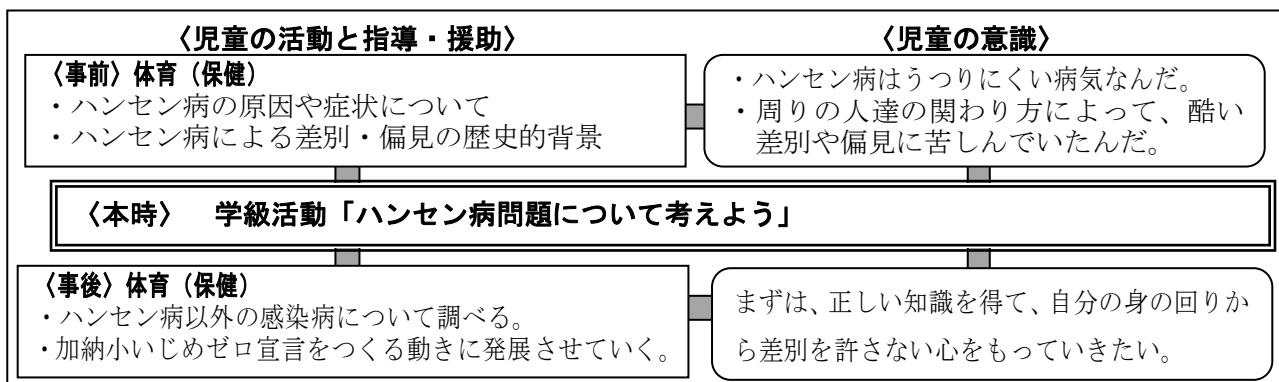 〈児童の活動と指導・援助〉
〈児童の意識〉
〈事前〉体育（保健）
・ハンセン病の原因や症状について
・ハンセン病による差別・偏見の歴史的背景
・ハンセン病はうつりにくい病気なんだ。
・周りの人達の関わり方によって、酷い
差別や偏見に苦しんでいたんだ。
〈本時〉　学級活動「ハンセン病問題について考えよう」
〈事後〉体育（保健）
・ハンセン病以外の感染病について調べる。
・加納小いじめゼロ宣言をつくる動きに発展させていく。
まずは、正しい知識を得て、自分の身の回りか
ら差別を許さない心をもっていきたい。